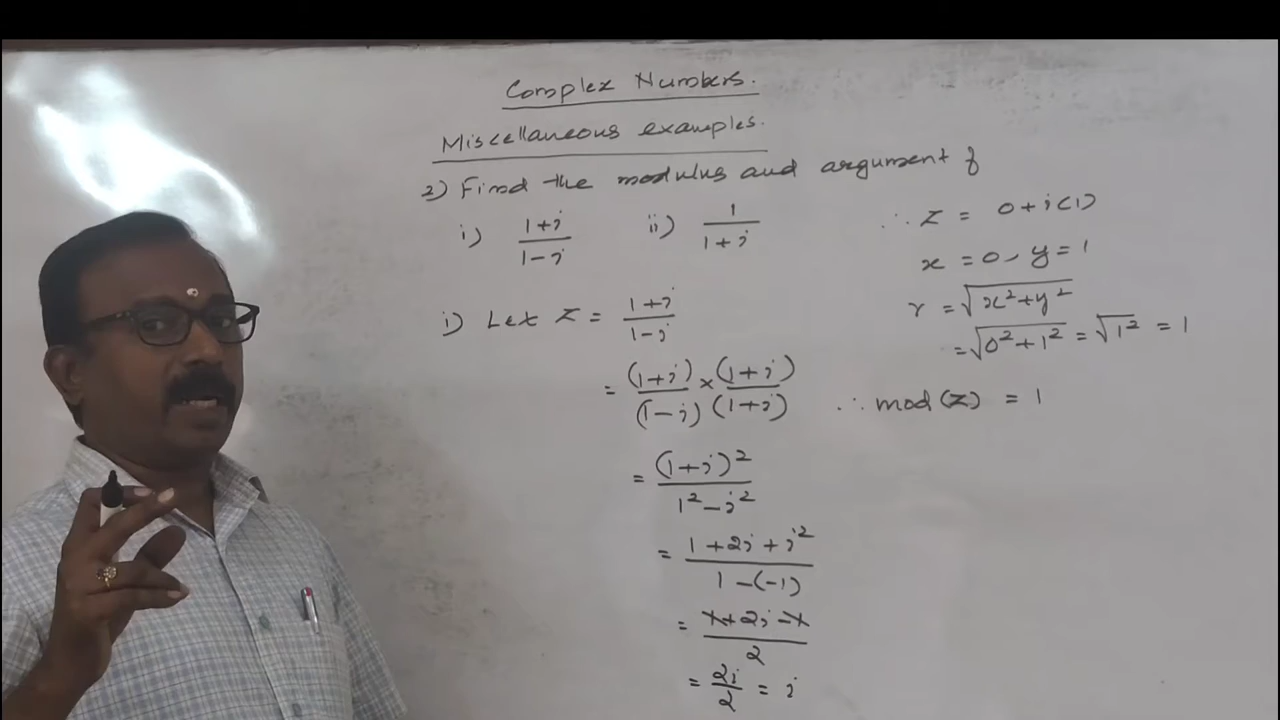 Complex Numbers.
Miscellaneous examples.
2) Find the modulus and argument of
i) (1+i)/(1-i)   ii) 1/(1+i)
i) Let z = (1+i)/(1-i)
= (1+i)/(1-i) × (1+i)/(1+i)
= (1+i)²/(1²-i²)
= (1+2i+i²)/(1-(-1))
= (1+2i-1)/2
= 2i/2 = i
∴ z = 0+i(1)
x = 0, y = 1
r = √(x²+y²)
= √(0²+1²) = √(1²) = 1
∴ mod(z) = 1